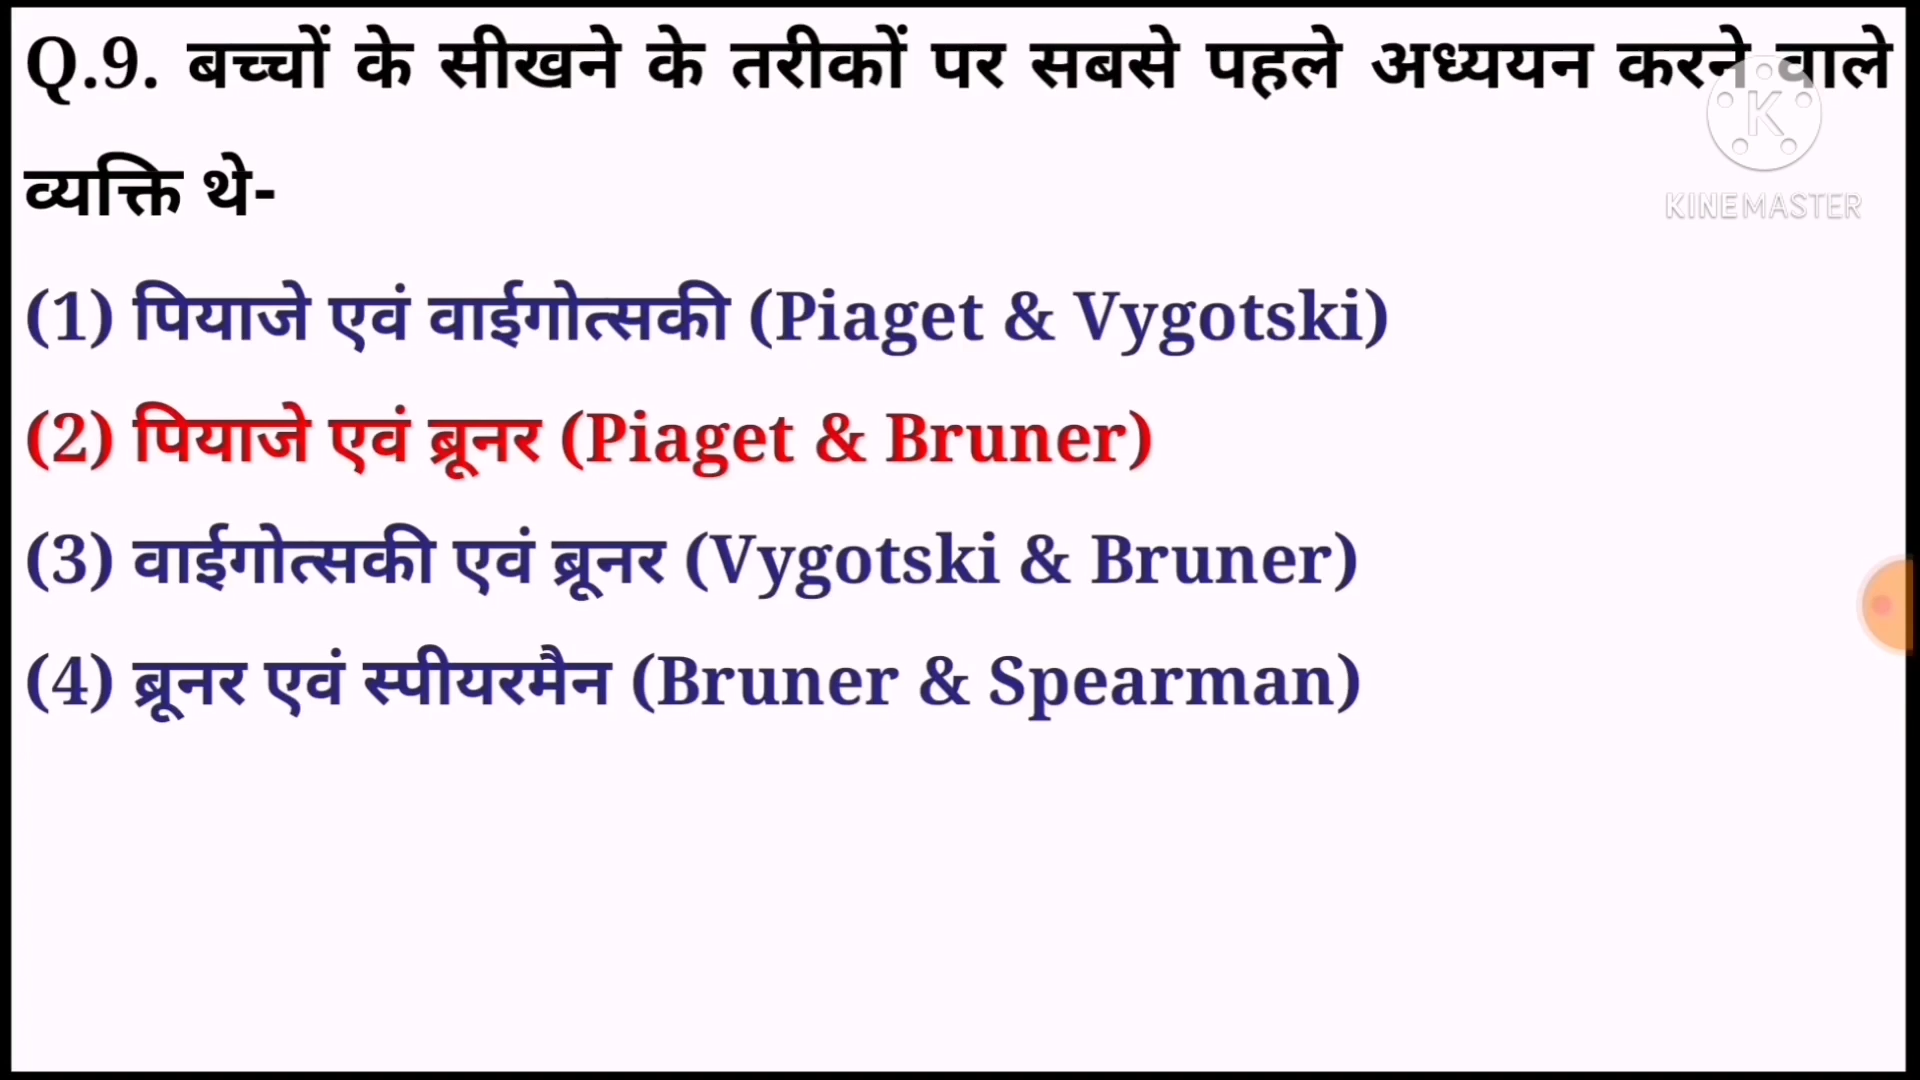 Q.9. बच्चों के सीखने के तरीकों पर सबसे पहले अध्ययन करने वाले
व्यक्ति थे-
K
KINEMASTER
(1) पियाजे एवं वाईगोत्सकी (Piaget & Vygotski)
(2) पियाजे एवं ब्रूनर (Piaget & Bruner)
(3) वाईगोत्सकी एवं ब्रूनर (Vygotski & Bruner)
(4) ब्रूनर एवं स्पीयरमैन (Bruner & Spearman)